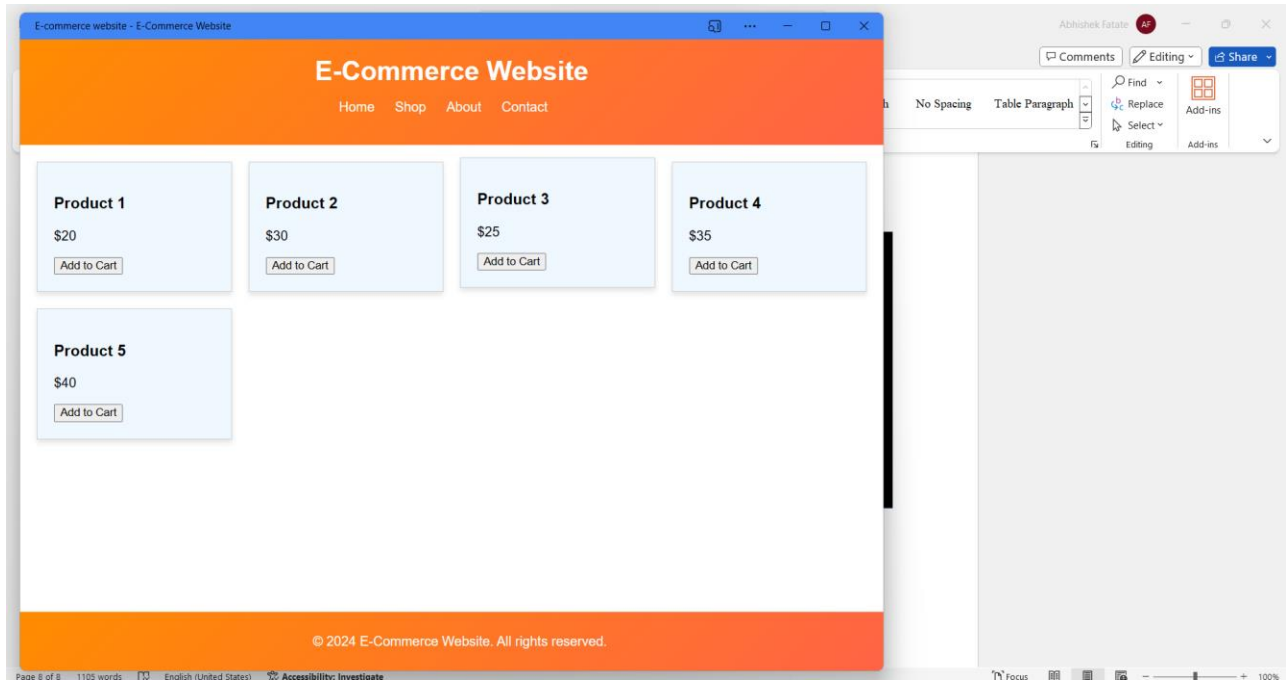 E-commerce website - E-Commerce Website
Abhishek Fatate AF
E-Commerce Website
Home Shop About Contact
Comments Editing Share
No Spacing Table Paragraph
Find
Replace
Select
Editing
Add-ins
Add-ins
Product 1
$20
Add to Cart
Product 2
$30
Add to Cart
Product 3
$25
Add to Cart
Product 4
$35
Add to Cart
Product 5
$40
Add to Cart
© 2024 E-Commerce Website. All rights reserved.
Page 8 of 8 1105 words English (United States) Accessibility: Investigate Focus 100%